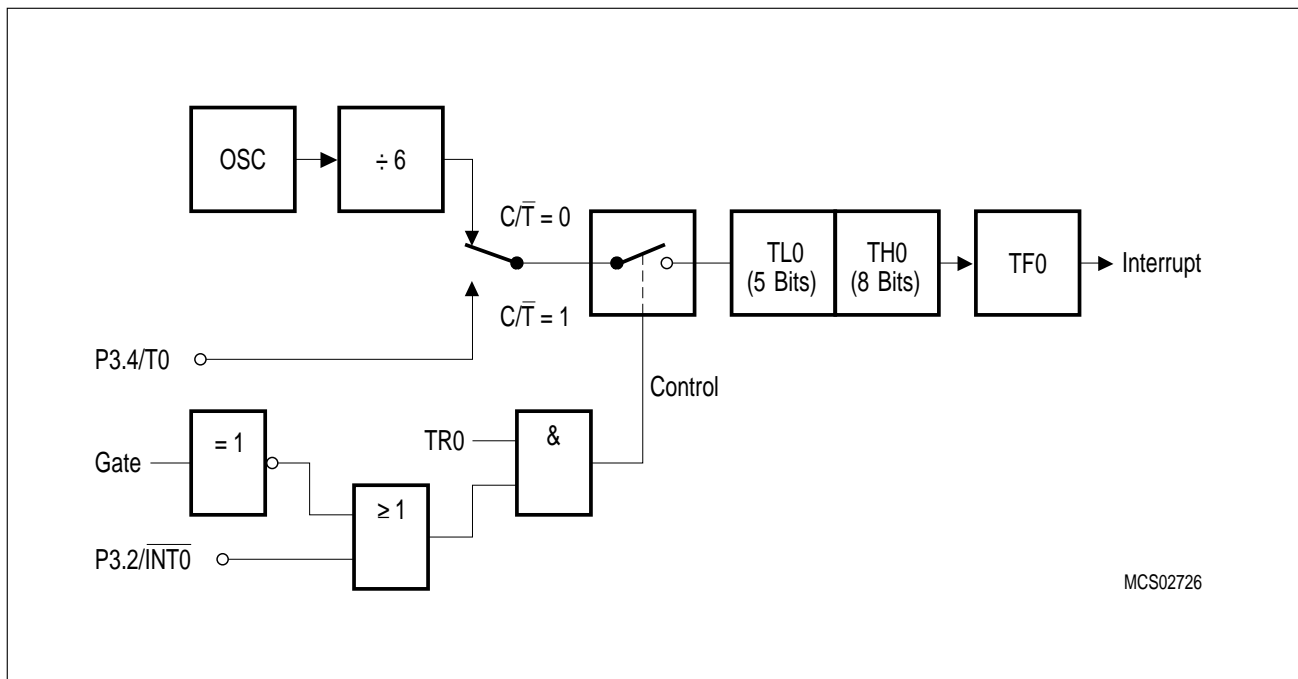 OSC
÷ 6
C/T̅ = 0
C/T̅ = 1
TL0
(5 Bits)
TH0
(8 Bits)
TF0
Interrupt
P3.4/T0
Control
TR0
&
Gate
= 1
≥ 1
P3.2/I̅N̅T̅0̅
MCS02726